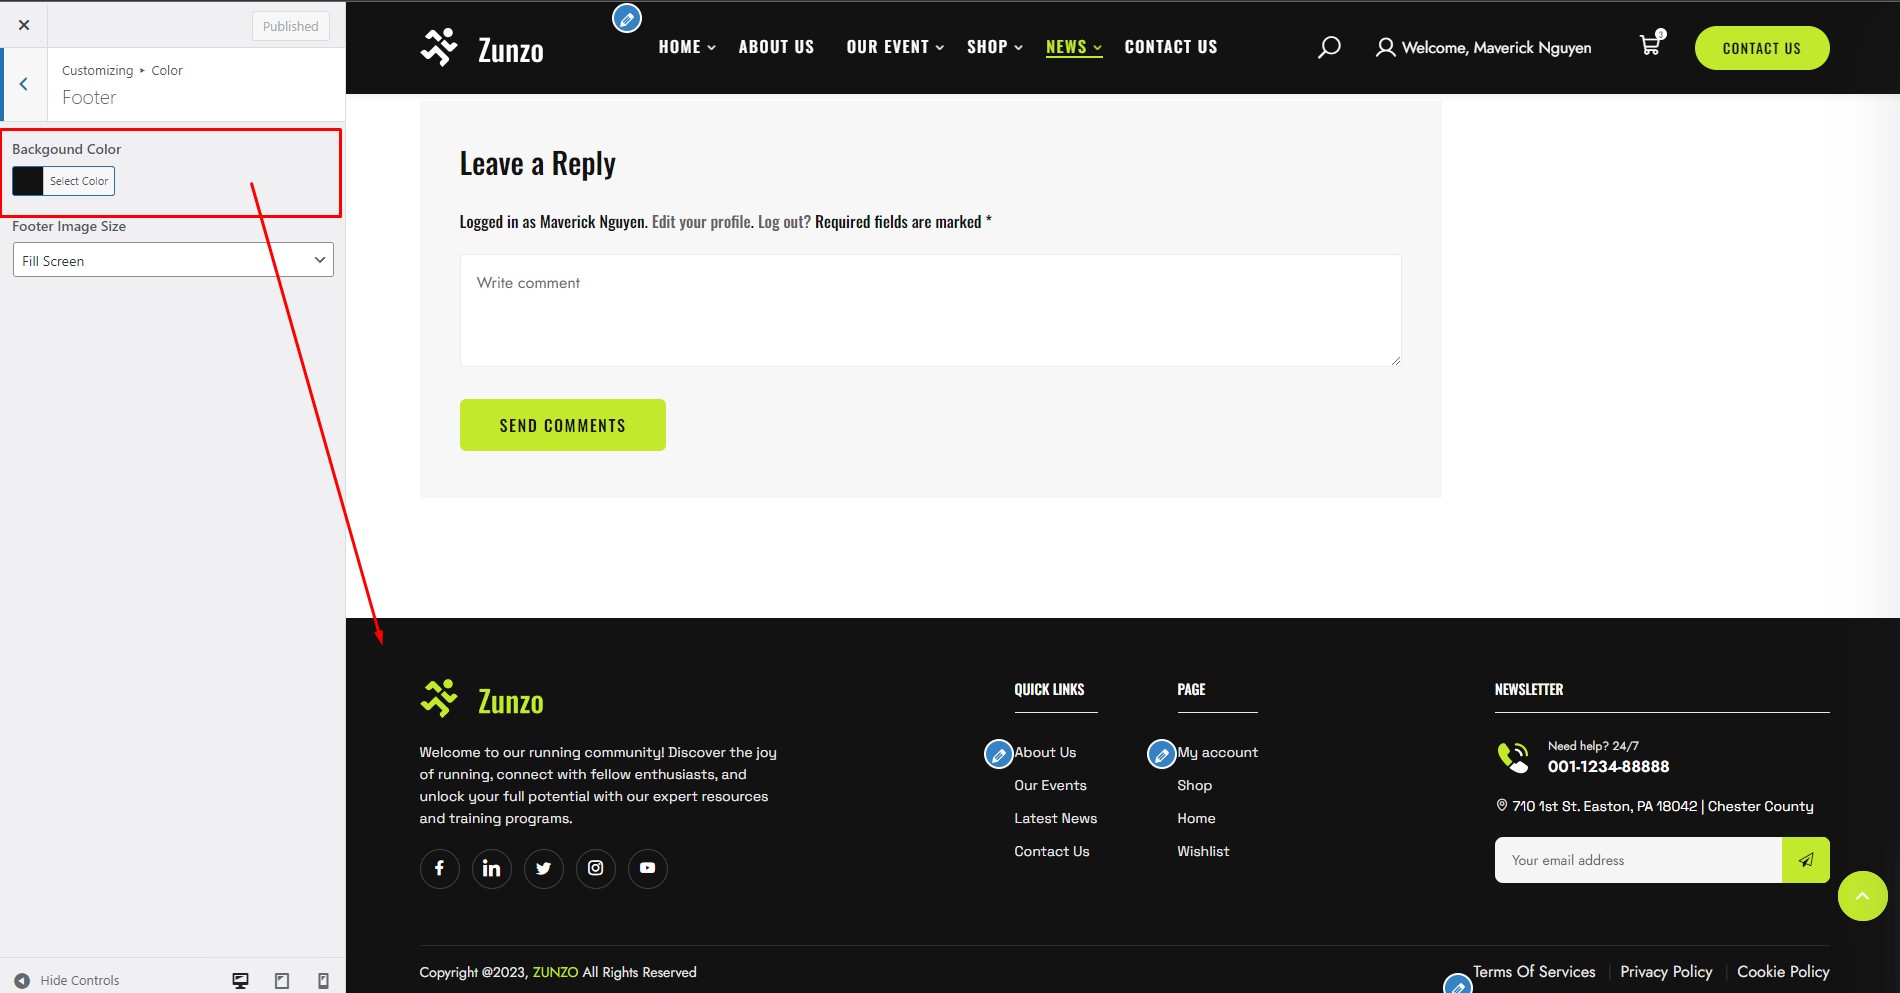 Published
Customizing ▸ Color
Footer
Backgound Color
Select Color
Footer Image Size
Fill Screen
Hide Controls
Zunzo
HOME ABOUT US OUR EVENT SHOP NEWS CONTACT US
Welcome, Maverick Nguyen
3
CONTACT US
Leave a Reply
Logged in as Maverick Nguyen. Edit your profile. Log out? Required fields are marked *
Write comment
SEND COMMENTS
Zunzo
Welcome to our running community! Discover the joy
of running, connect with fellow enthusiasts, and
unlock your full potential with our expert resources
and training programs.
QUICK LINKS
About Us
Our Events
Latest News
Contact Us
PAGE
My account
Shop
Home
Wishlist
NEWSLETTER
Need help? 24/7
001-1234-88888
710 1st St. Easton, PA 18042 | Chester County
Your email address
Copyright @2023, ZUNZO All Rights Reserved
Terms Of Services Privacy Policy Cookie Policy